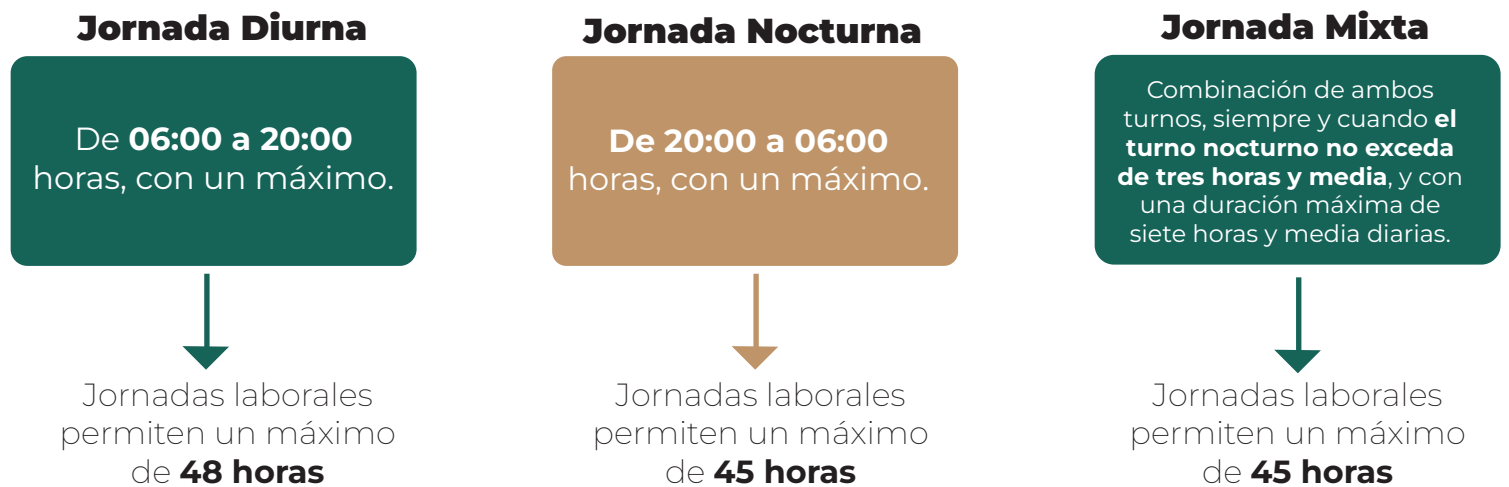 Jornada Diurna
De 06:00 a 20:00
horas, con un máximo.
Jornadas laborales
permiten un máximo
de 48 horas
Jornada Nocturna
De 20:00 a 06:00
horas, con un máximo.
Jornadas laborales
permiten un máximo
de 45 horas
Jornada Mixta
Combinación de ambos
turnos, siempre y cuando el
turno nocturno no exceda
de tres horas y media, y con
una duración máxima de
siete horas y media diarias.
Jornadas laborales
permiten un máximo
de 45 horas